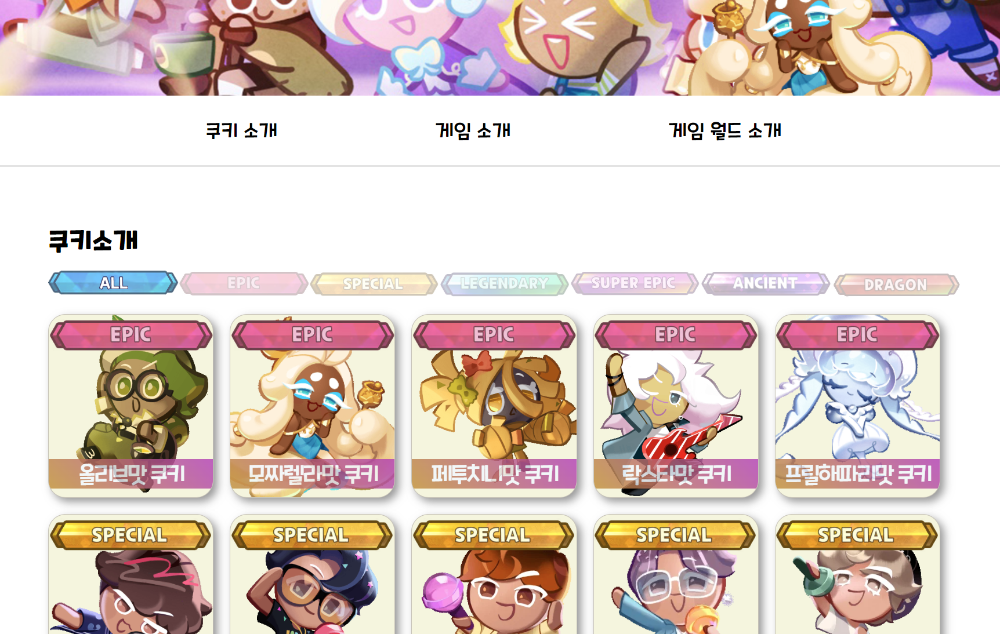 쿠키 소개 게임 소개 게임 월드 소개
쿠키소개
ALL EPIC SPECIAL LEGENDARY SUPER EPIC ANCIENT DRAGON
EPIC EPIC EPIC EPIC EPIC
올리브맛 쿠키 모짜렐라맛 쿠키 페투치니맛 쿠키 락스타맛 쿠키 프릴해파리맛 쿠키
SPECIAL SPECIAL SPECIAL SPECIAL SPECIAL